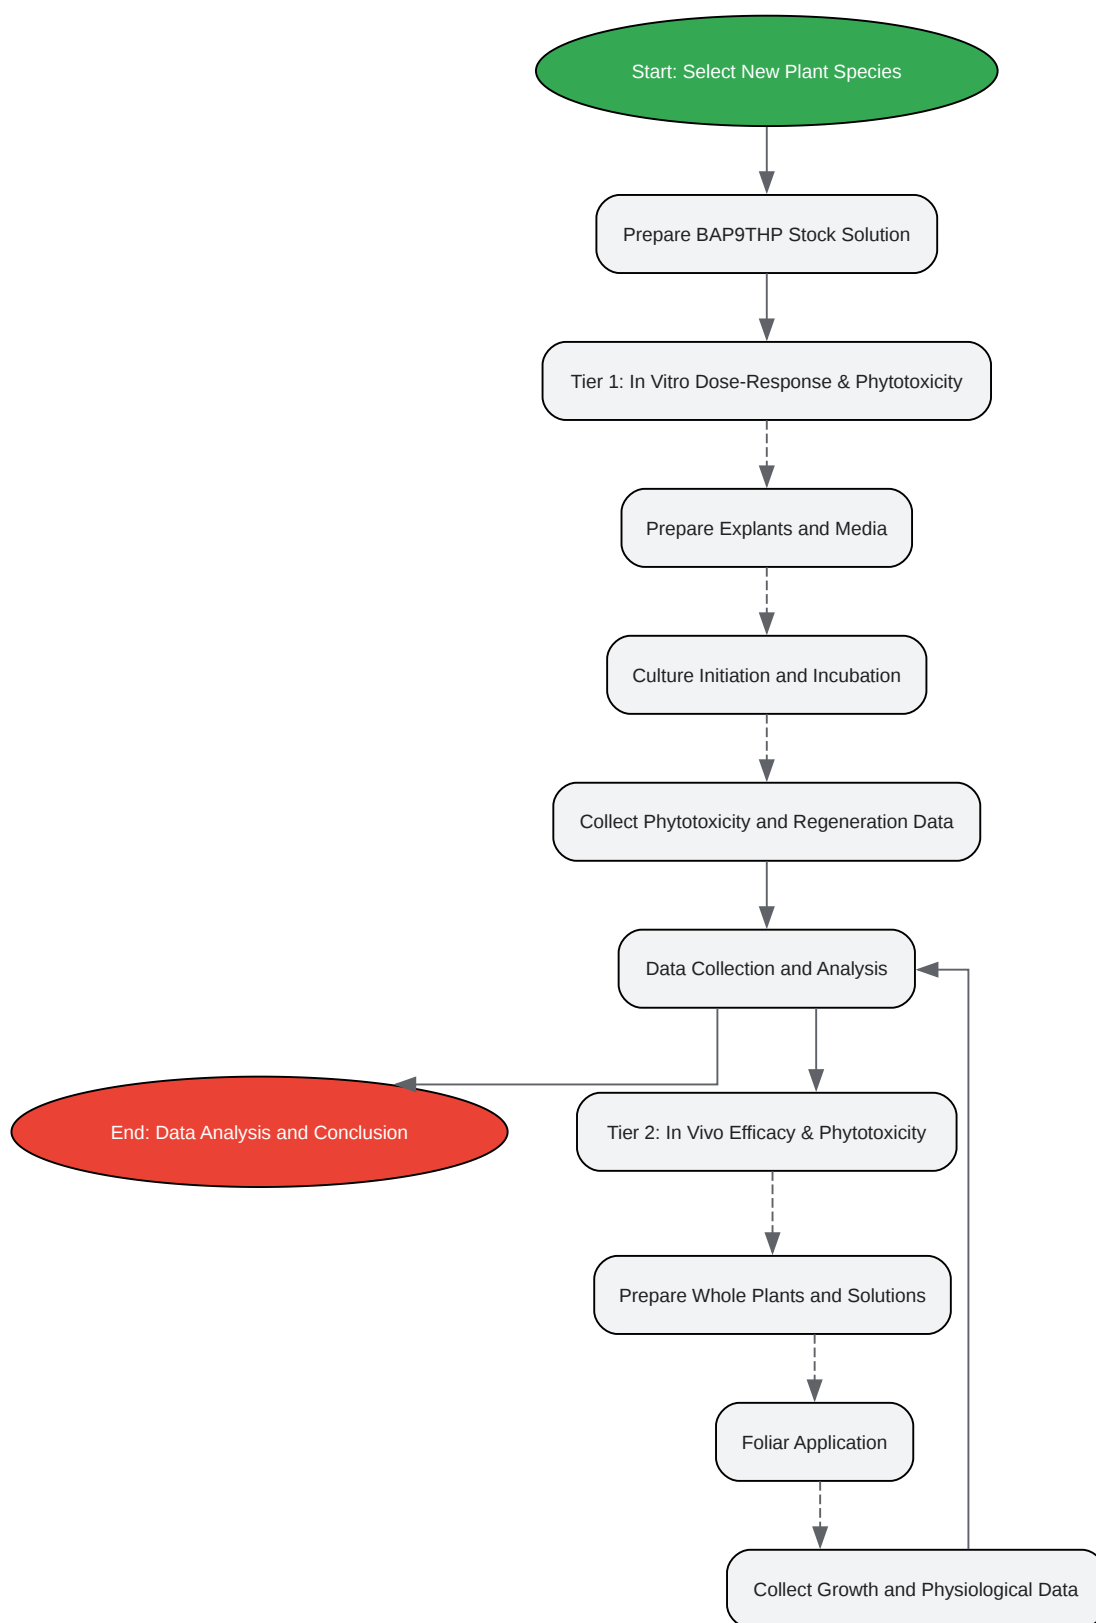 Start: Select New Plant Species
Prepare BAP9THP Stock Solution
Tier 1: In Vitro Dose-Response & Phytotoxicity
Prepare Explants and Media
Culture Initiation and Incubation
Collect Phytotoxicity and Regeneration Data
Data Collection and Analysis
End: Data Analysis and Conclusion
Tier 2: In Vivo Efficacy & Phytotoxicity
Prepare Whole Plants and Solutions
Foliar Application
Collect Growth and Physiological Data